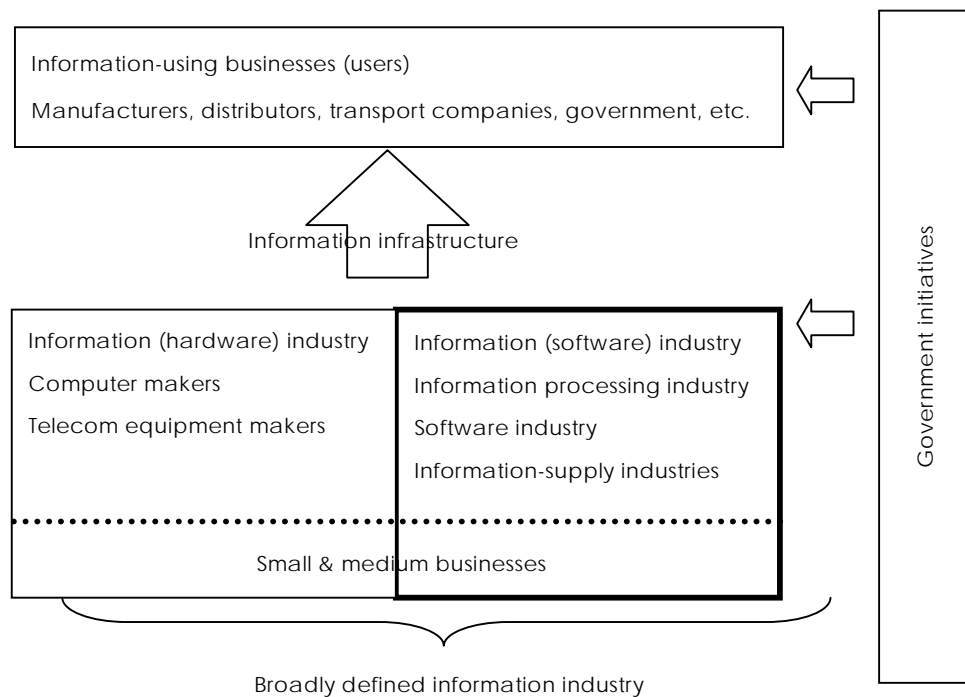 Information-using businesses (users)
Manufacturers, distributors, transport companies, government, etc.
Information infrastructure
Information (hardware) industry
Computer makers
Telecom equipment makers
Information (software) industry
Information processing industry
Software industry
Information-supply industries
Small & medium businesses
Broadly defined information industry
Government initiatives